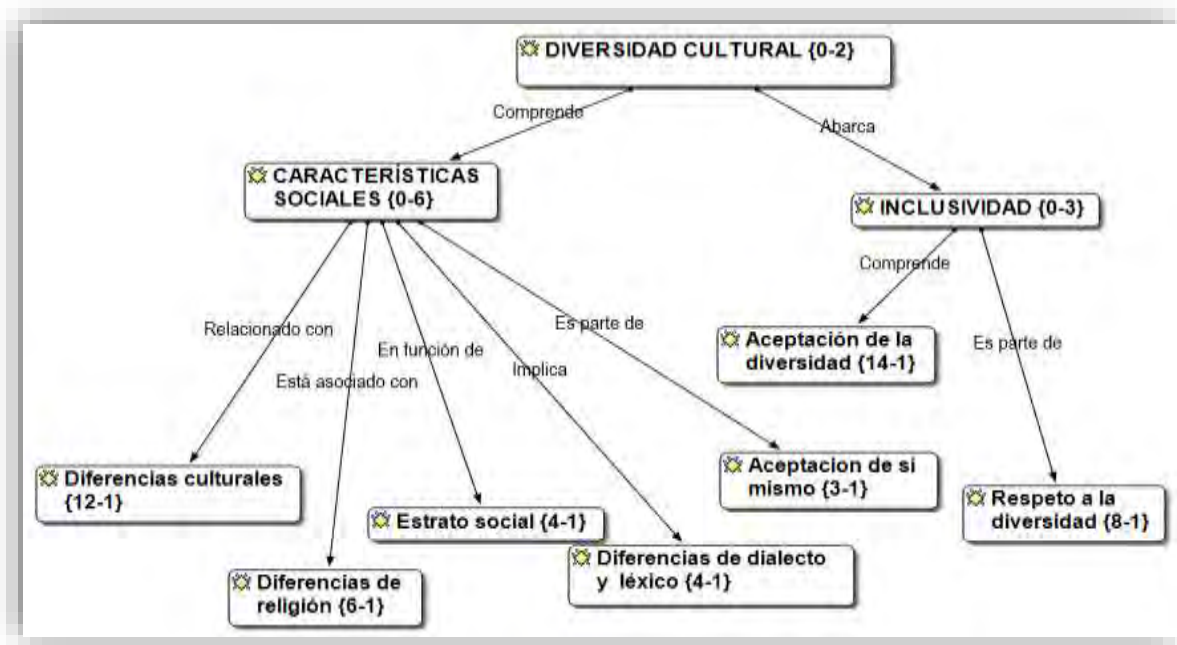 DIVERSIDAD CULTURAL {0-2}
Comprende
Abarca
CARACTERÍSTICAS
SOCIALES {0-6}
INCLUSIVIDAD {0-3}
Comprende
Relacionado con
Es parte de
En función de
Implica
Está asociado con
Aceptación de la
diversidad {14-1}
Es parte de
Diferencias culturales
{12-1}
Aceptacion de si
mismo {3-1}
Respeto a la
diversidad {8-1}
Estrato social {4-1}
Diferencias de dialecto
y léxico {4-1}
Diferencias de
religión {6-1}